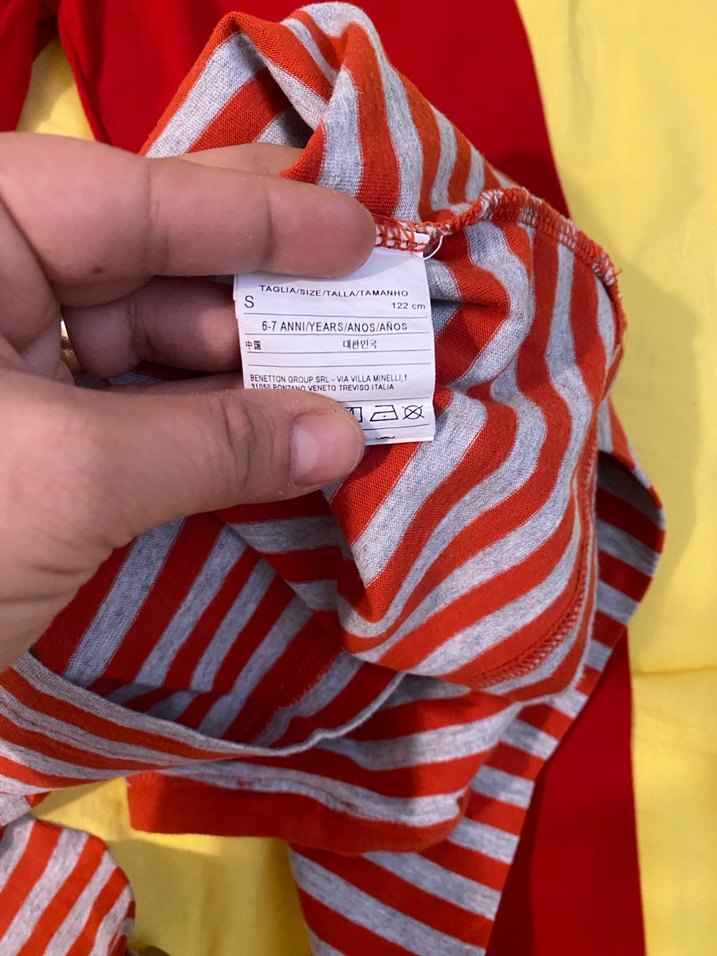 TAGLIA/SIZE/TALLA/TAMANHO
S 122 cm
6-7 ANNI/YEARS/ANOS/AÑOS
中国 대한민국
BENETTON GROUP SRL - VIA VILLA MINELLI,1
31050 PONZANO VENETO TREVISO ITALIA